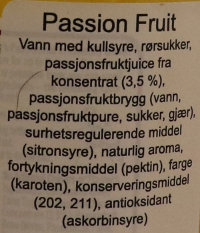 Passion Fruit
Vann med kullsyre, rørsukker,
passjonsfruktjuice fra
konsentrat (3,5 %),
passjonsfruktbrygg (vann,
passjonsfruktpure, sukker, gjær),
surhetsregulerende middel
(sitronsyre), naturlig aroma,
fortykningsmiddel (pektin), farge
(karoten), konserveringsmiddel
(202, 211), antioksidant
(askorbinsyre)